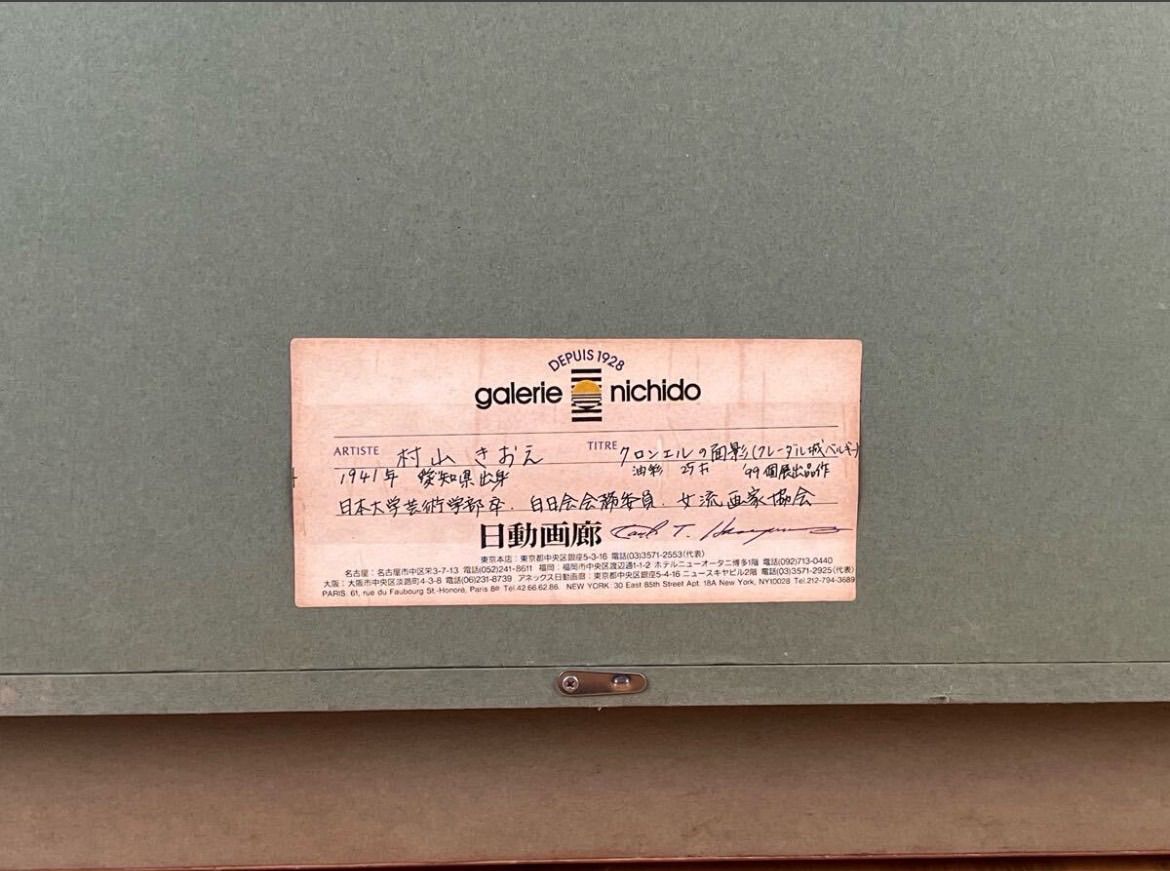 DEPUIS 1928
galerie nichido
ARTISTE 村山 きおえ TITRE クロンエルの面影(クレーダル城ベルギー)
1941年 愛知県出身 油彩 25号 '99個展出品作
日本大学芸術学部卒. 白日会会務委員. 女流画家協会
日動画廊
東京本店:東京都中央区銀座5-3-16 電話(03)3571-2553(代表)
名古屋:名古屋市中区栄3-7-13 電話(052)241-8611 福岡:福岡市中央区渡辺通1-1-2 ホテルニューオータニ博多1階 電話(092)713-0440
大阪:大阪市中央区淡路町4-3-8 電話(06)231-8739 アネックス日動画廊:東京都中央区銀座5-4-16 ニュースキヤビル2階 電話(03)3571-2925(代表)
PARIS: 61, rue du Faubourg St.-Honoré, Paris 8e Tel.42.66.62.86. NEW YORK: 30 East 85th Street Apt. 18A New York, NY10028 Tel.212-794-3689